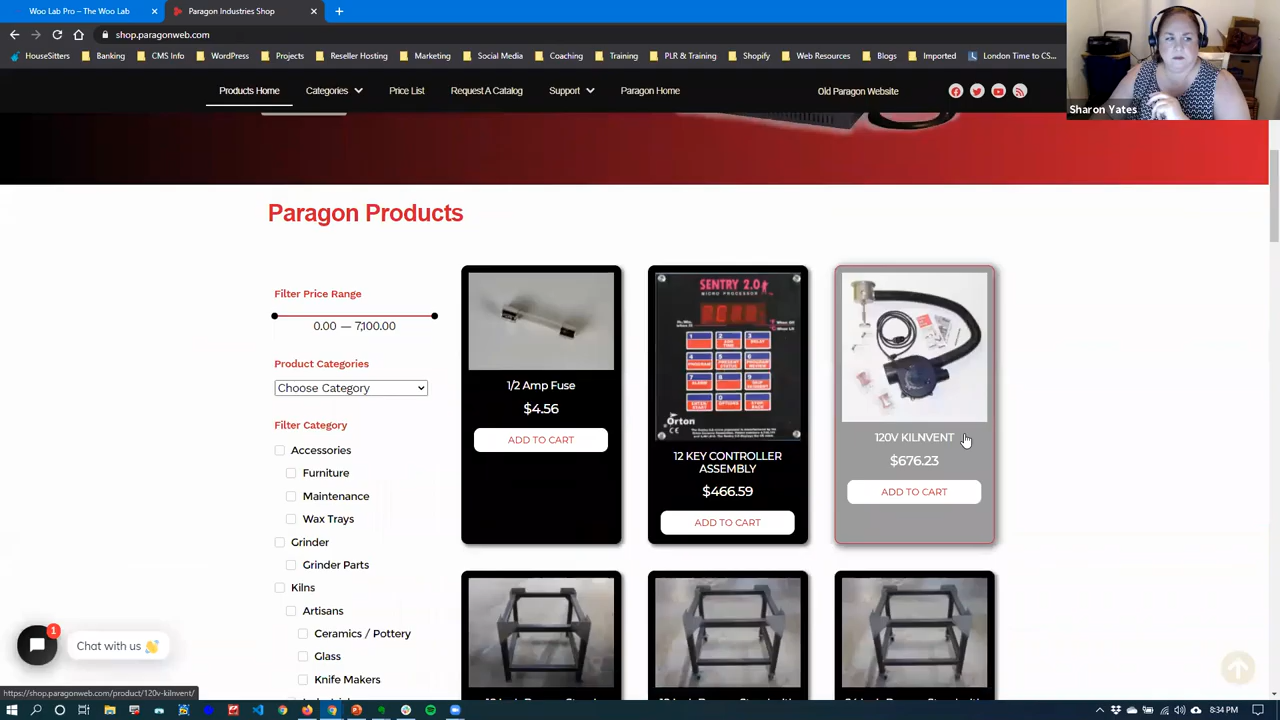 Woo Lab Pro – The Woo Lab
Paragon Industries Shop
shop.paragonweb.com
HouseSitters
Banking
CMS Info
WordPress
Projects
Reseller Hosting
Marketing
Social Media
Coaching
Training
PLR & Training
Shopify
Web Resources
Blogs
Imported
London Time to CS...
Sharon Yates
Products Home
Categories
Price List
Request A Catalog
Support
Paragon Home
Old Paragon Website
Paragon Products
Filter Price Range
0.00 — 7,100.00
Product Categories
Choose Category
Filter Category
Accessories
Furniture
Maintenance
Wax Trays
Grinder
Grinder Parts
Kilns
Artisans
Ceramics / Pottery
Glass
Knife Makers
1/2 Amp Fuse
$4.56
ADD TO CART
SENTRY 2.0
MICRO PROCESSOR
Orton
12 KEY CONTROLLER
ASSEMBLY
$466.59
ADD TO CART
120V KILNVENT
$676.23
ADD TO CART
1
Chat with us
https://shop.paragonweb.com/product/120v-kilnvent/
8:34 PM